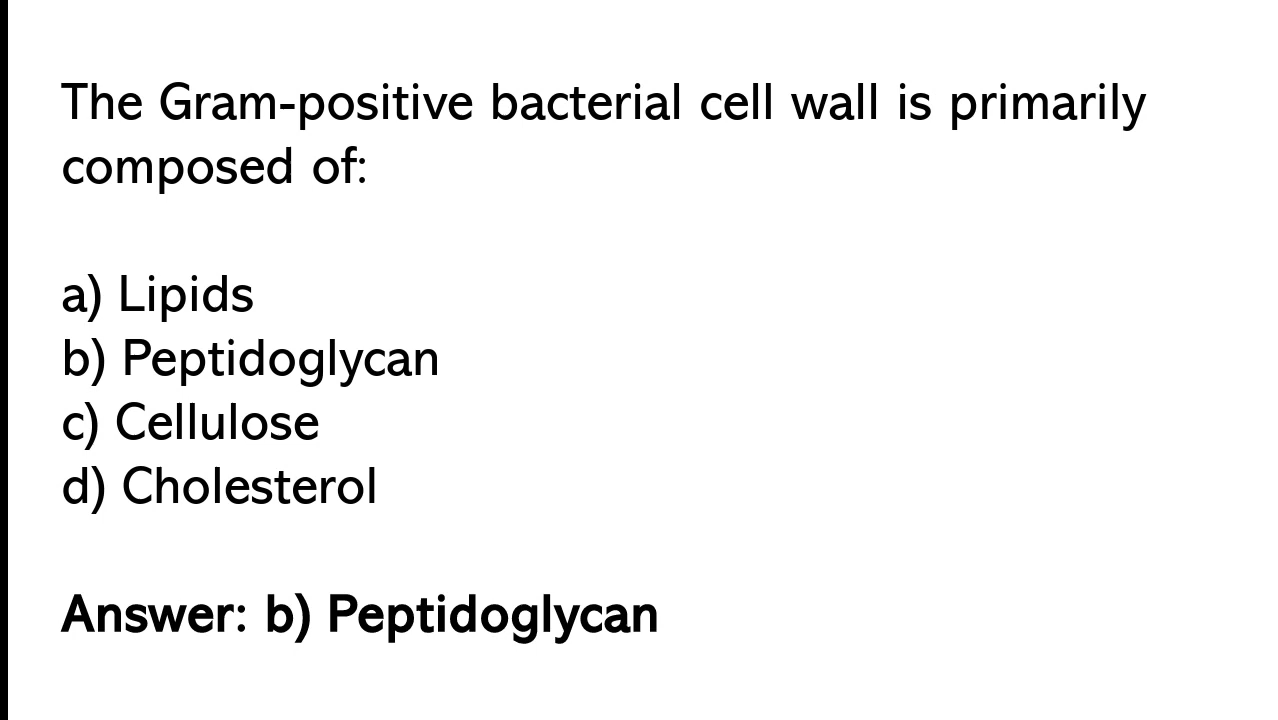 The Gram-positive bacterial cell wall is primarily
composed of:
a) Lipids
b) Peptidoglycan
c) Cellulose
d) Cholesterol
Answer: b) Peptidoglycan